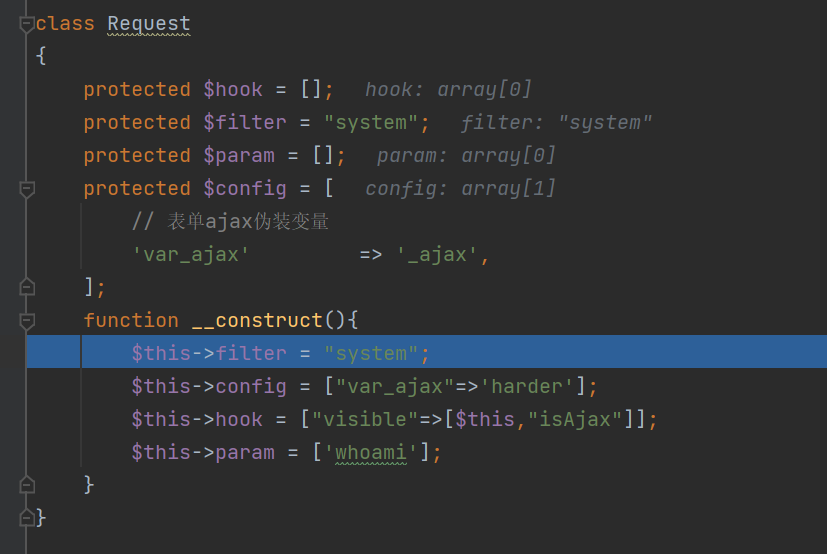 class Request
{
    protected $hook = [];   hook: array[0]
    protected $filter = "system";   filter: "system"
    protected $param = [];   param: array[0]
    protected $config = [   config: array[1]
        // 表单ajax伪装变量
        'var_ajax'         => '_ajax',
    ];
    function __construct(){
        $this->filter = "system";
        $this->config = ["var_ajax"=>'harder'];
        $this->hook = ["visible"=>[$this,"isAjax"]];
        $this->param = ['whoami'];
    }
}